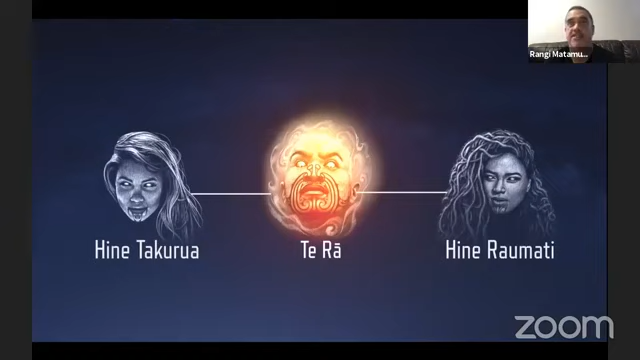 Rangi Matamu...
Hine Takurua
Te Rā
Hine Raumati
zoom